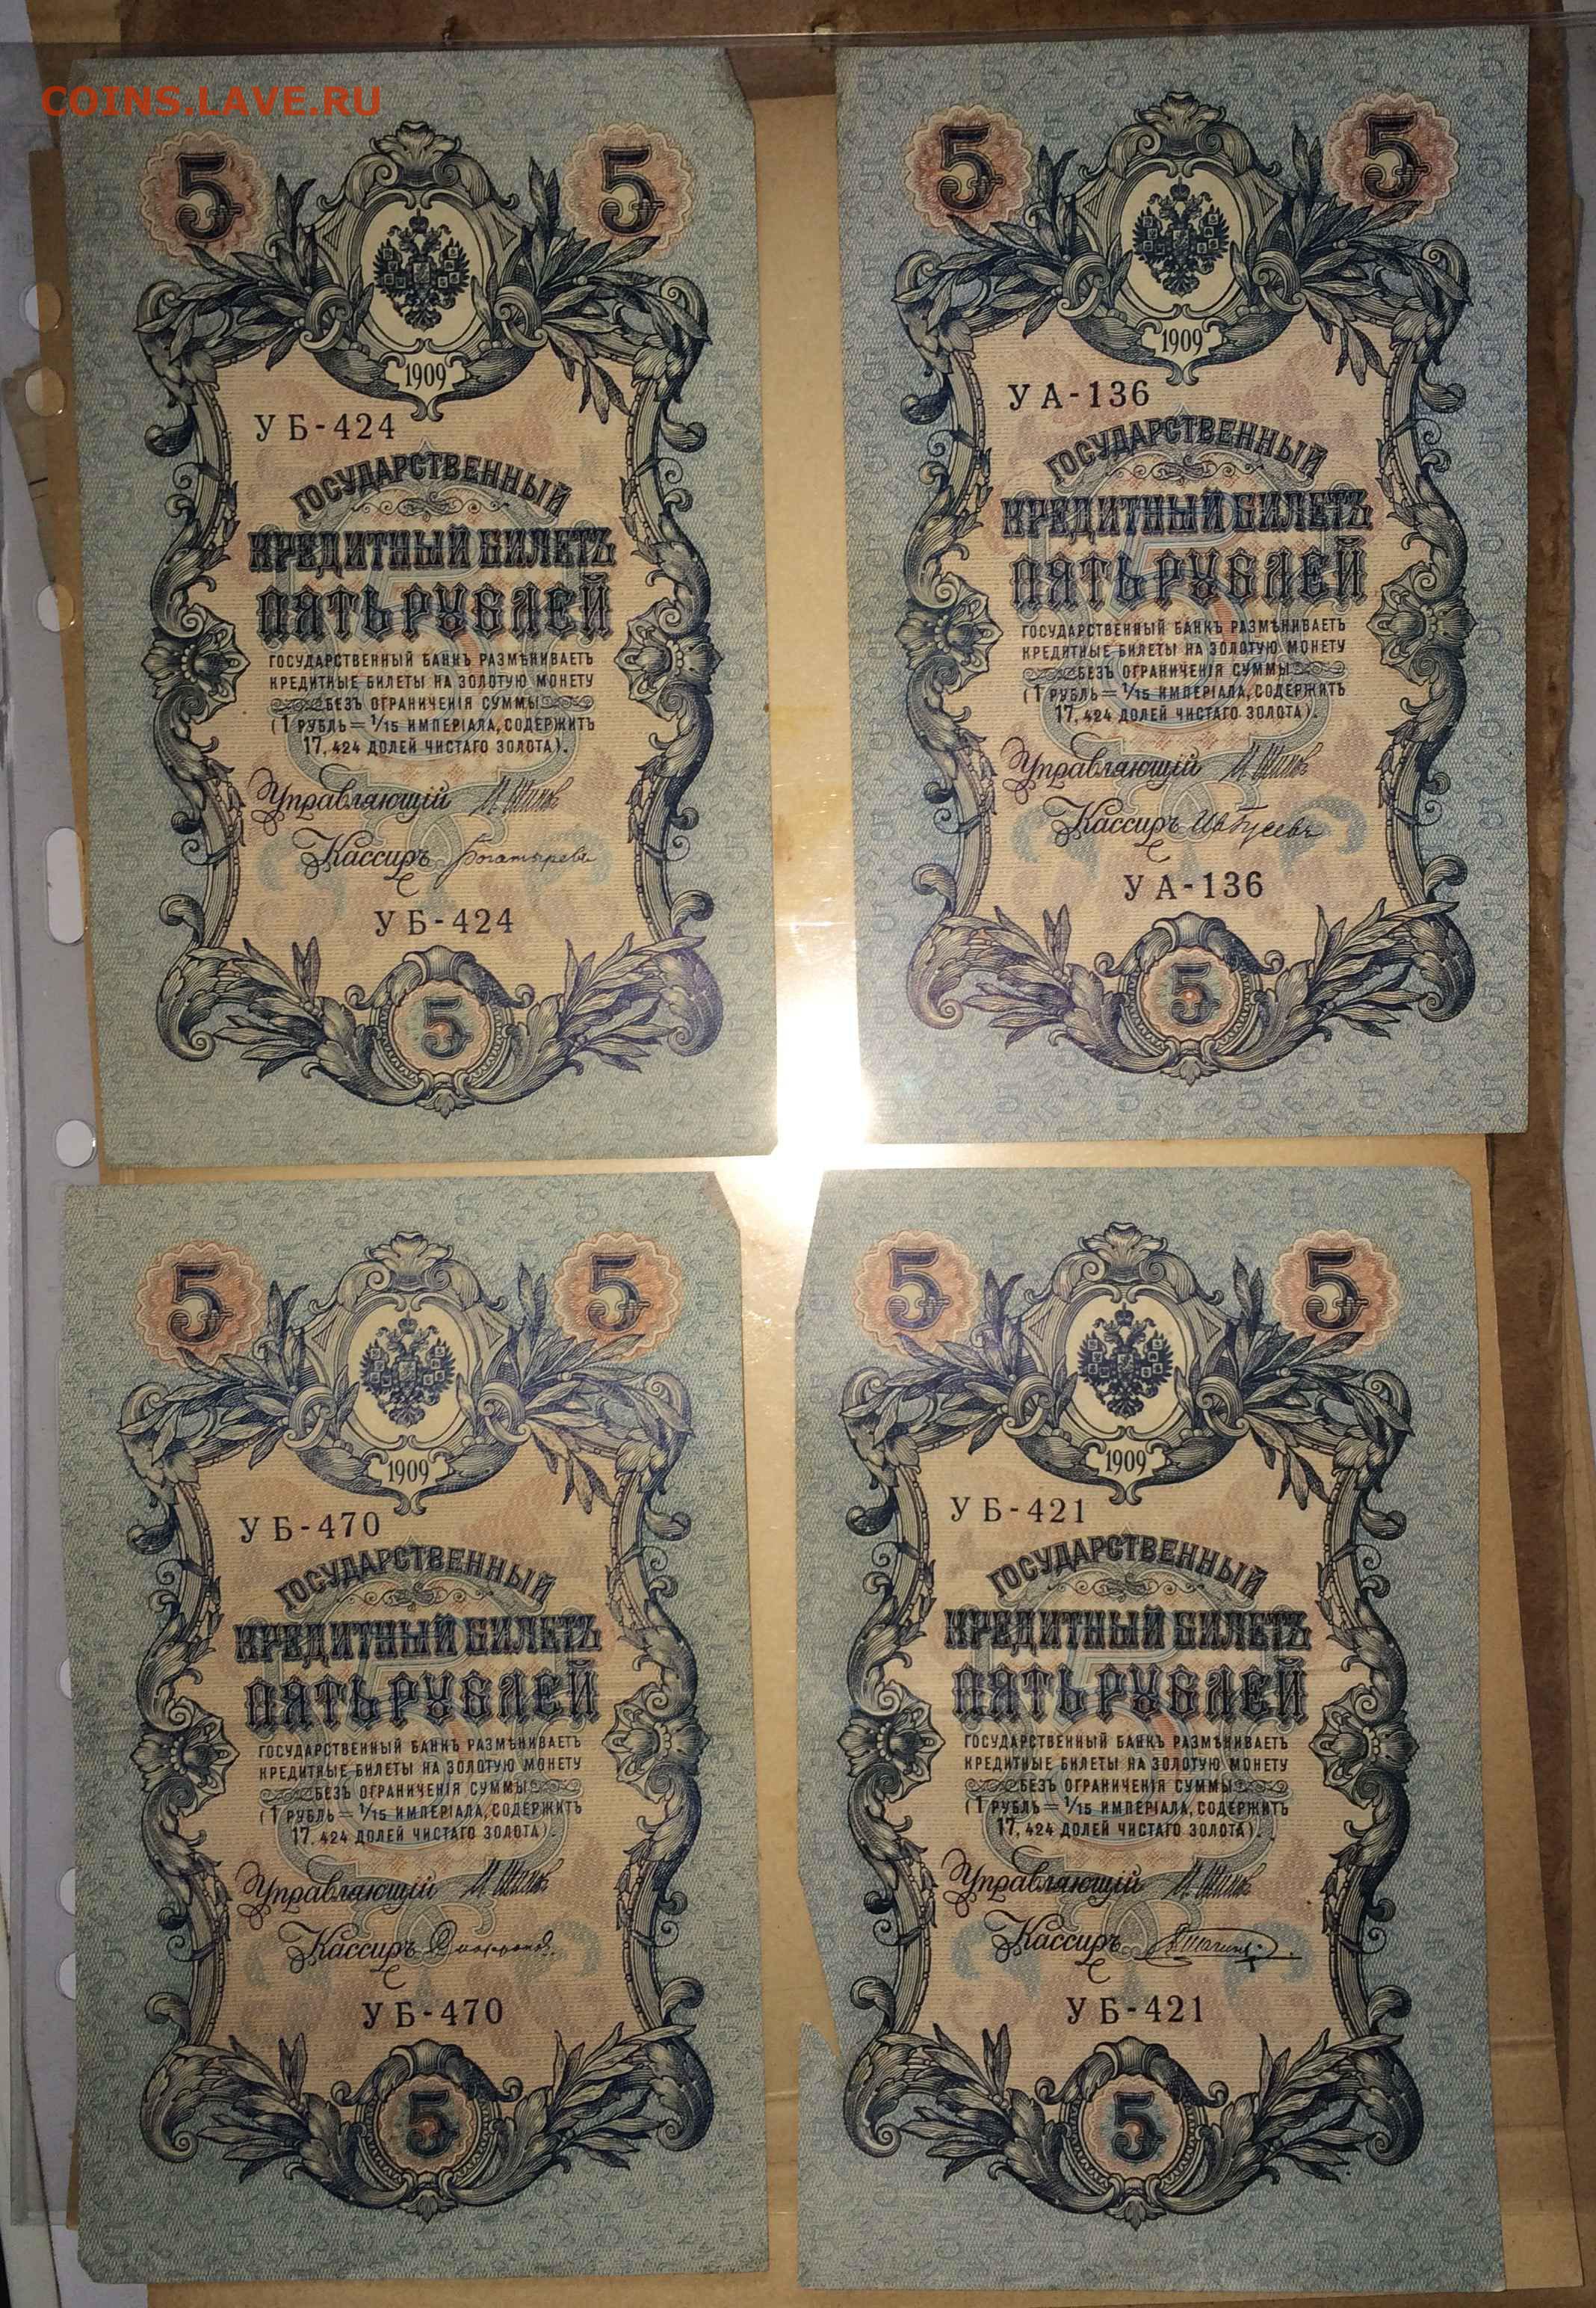 COINS.LAVE.RU
5 5
1909
УБ-424
ГОСУДАРСТВЕННЫЙ
КРЕДИТНЫЙ БИЛЕТЪ
ПЯТЬ РУБЛЕЙ
ГОСУДАРСТВЕННЫЙ БАНКЪ РАЗМѢНИВАЕТЪ
КРЕДИТНЫЕ БИЛЕТЫ НА ЗОЛОТУЮ МОНЕТУ
БЕЗЪ ОГРАНИЧЕНІЯ СУММЫ
(1 РУБЛЬ = 1/15 ИМПЕРІАЛА, СОДЕРЖИТЪ
17,424 ДОЛЕЙ ЧИСТАГО ЗОЛОТА).
Управляющій И Шипов
Кассиръ Богатыревъ
УБ-424
5
5 5
1909
УА-136
ГОСУДАРСТВЕННЫЙ
КРЕДИТНЫЙ БИЛЕТЪ
ПЯТЬ РУБЛЕЙ
ГОСУДАРСТВЕННЫЙ БАНКЪ РАЗМѢНИВАЕТЪ
КРЕДИТНЫЕ БИЛЕТЫ НА ЗОЛОТУЮ МОНЕТУ
БЕЗЪ ОГРАНИЧЕНІЯ СУММЫ
(1 РУБЛЬ = 1/15 ИМПЕРІАЛА, СОДЕРЖИТЪ
17,424 ДОЛЕЙ ЧИСТАГО ЗОЛОТА).
Управляющій И Шипов
Кассиръ Ив Гусевъ
УА-136
5
5 5
1909
УБ-470
ГОСУДАРСТВЕННЫЙ
КРЕДИТНЫЙ БИЛЕТЪ
ПЯТЬ РУБЛЕЙ
ГОСУДАРСТВЕННЫЙ БАНКЪ РАЗМѢНИВАЕТЪ
КРЕДИТНЫЕ БИЛЕТЫ НА ЗОЛОТУЮ МОНЕТУ
БЕЗЪ ОГРАНИЧЕНІЯ СУММЫ
(1 РУБЛЬ = 1/15 ИМПЕРІАЛА, СОДЕРЖИТЪ
17,424 ДОЛЕЙ ЧИСТАГО ЗОЛОТА).
Управляющій И Шипов
Кассиръ
УБ-470
5
5 5
1909
УБ-421
ГОСУДАРСТВЕННЫЙ
КРЕДИТНЫЙ БИЛЕТЪ
ПЯТЬ РУБЛЕЙ
ГОСУДАРСТВЕННЫЙ БАНКЪ РАЗМѢНИВАЕТЪ
КРЕДИТНЫЕ БИЛЕТЫ НА ЗОЛОТУЮ МОНЕТУ
БЕЗЪ ОГРАНИЧЕНІЯ СУММЫ
(1 РУБЛЬ = 1/15 ИМПЕРІАЛА, СОДЕРЖИТЪ
17,424 ДОЛЕЙ ЧИСТАГО ЗОЛОТА).
Управляющій И Шипов
Кассиръ
УБ-421
5